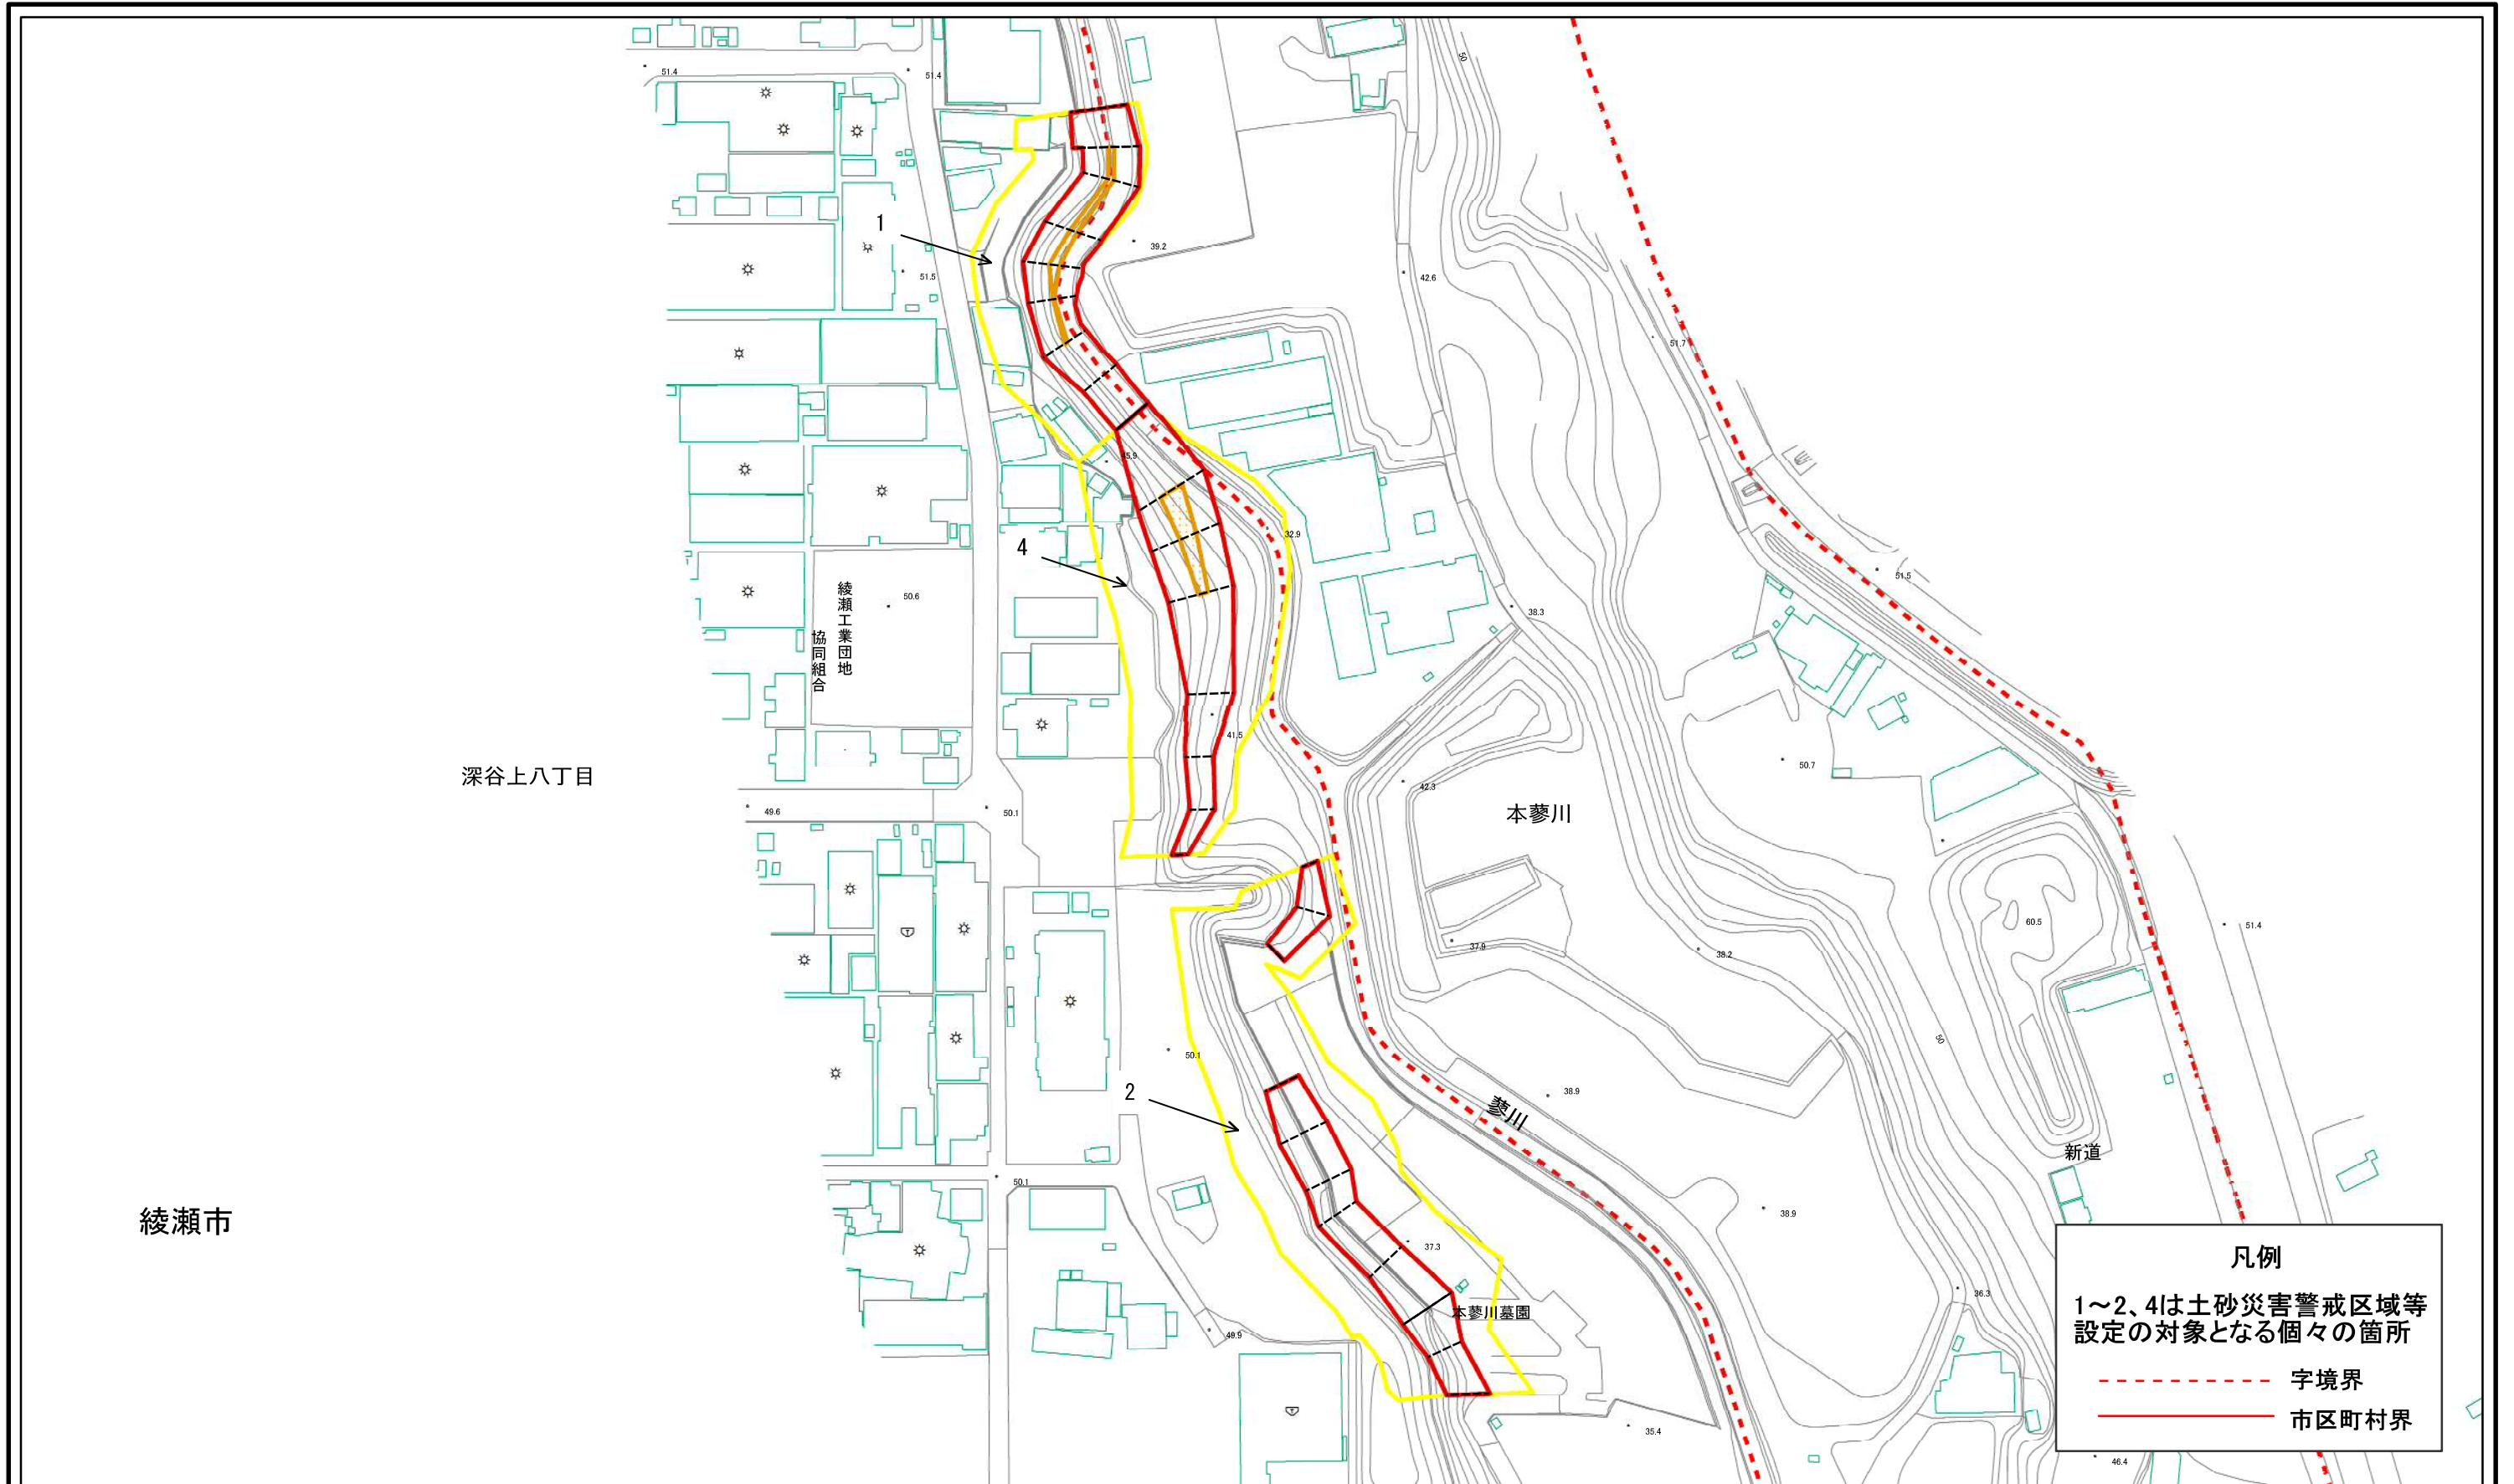 51.4
51.4
50
1
39.2
51.5
42.6
51.7
45.9
4
32.9
51.5
綾瀬工業団地
協同組合
50.6
38.3
41.5
深谷上八丁目
50.7
42.3
49.6
50.1
本蓼川
60.5
51.4
37.9
38.2
50.1
50
2
38.9
蓼川
新道
50.1
38.9
綾瀬市
37.3
36.3
本蓼川墓園
49.9
35.4
46.4
凡例
1～2、4は土砂災害警戒区域等
設定の対象となる個々の箇所
字境界
市区町村界